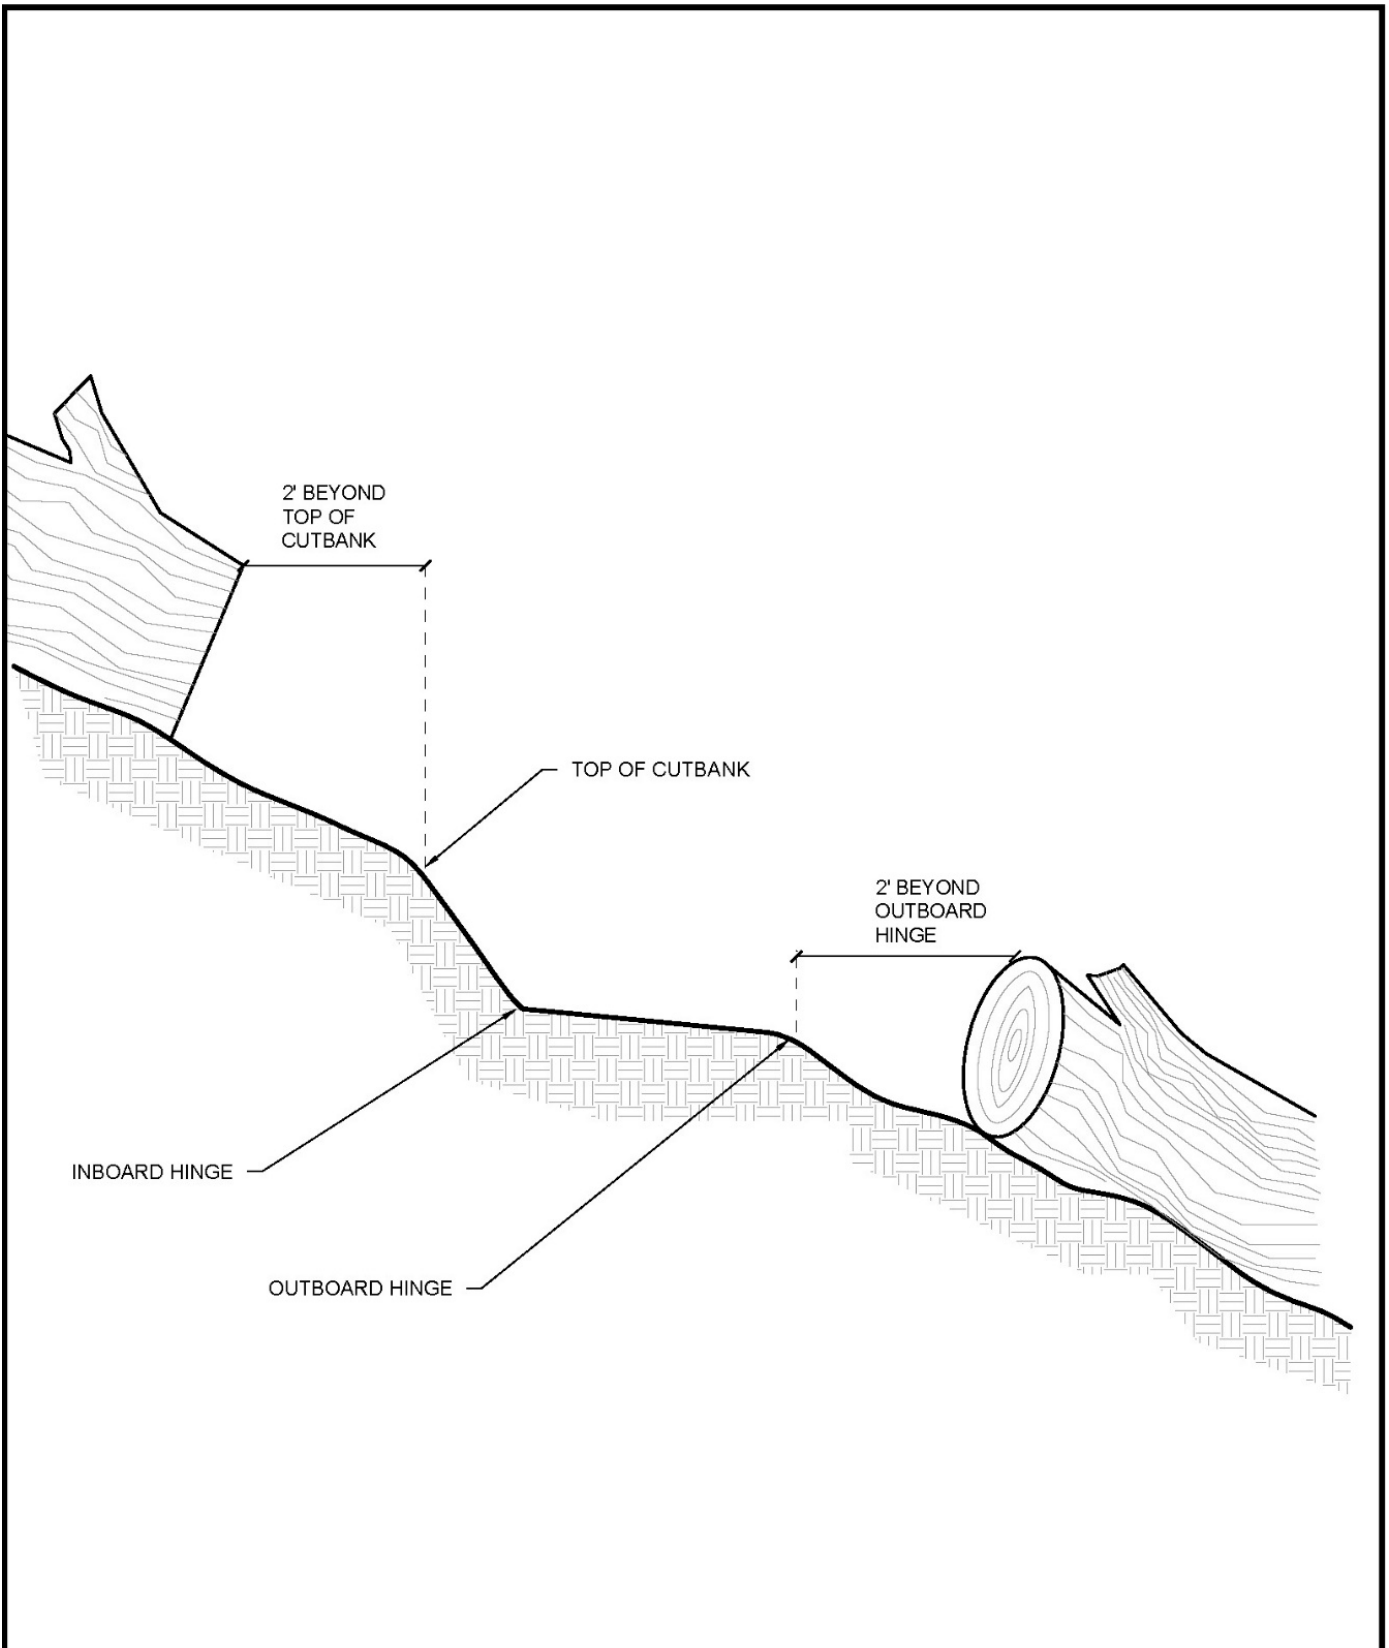 2' BEYOND
TOP OF
CUTBANK
TOP OF CUTBANK
2' BEYOND
OUTBOARD
HINGE
INBOARD HINGE
OUTBOARD HINGE